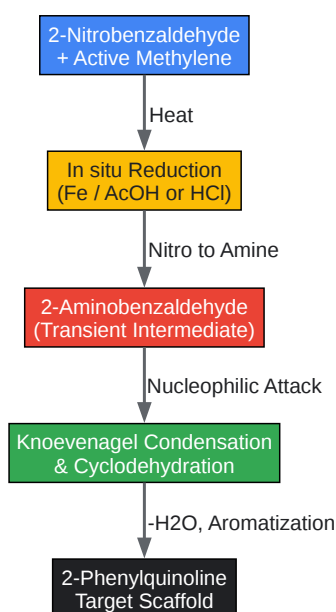 2-Nitrobenzaldehyde
+ Active Methylene
Heat
In situ Reduction
(Fe / AcOH or HCl)
Nitro to Amine
2-Aminobenzaldehyde
(Transient Intermediate)
Nucleophilic Attack
Knoevenagel Condensation
& Cyclodehydration
-H2O, Aromatization
2-Phenylquinoline
Target Scaffold